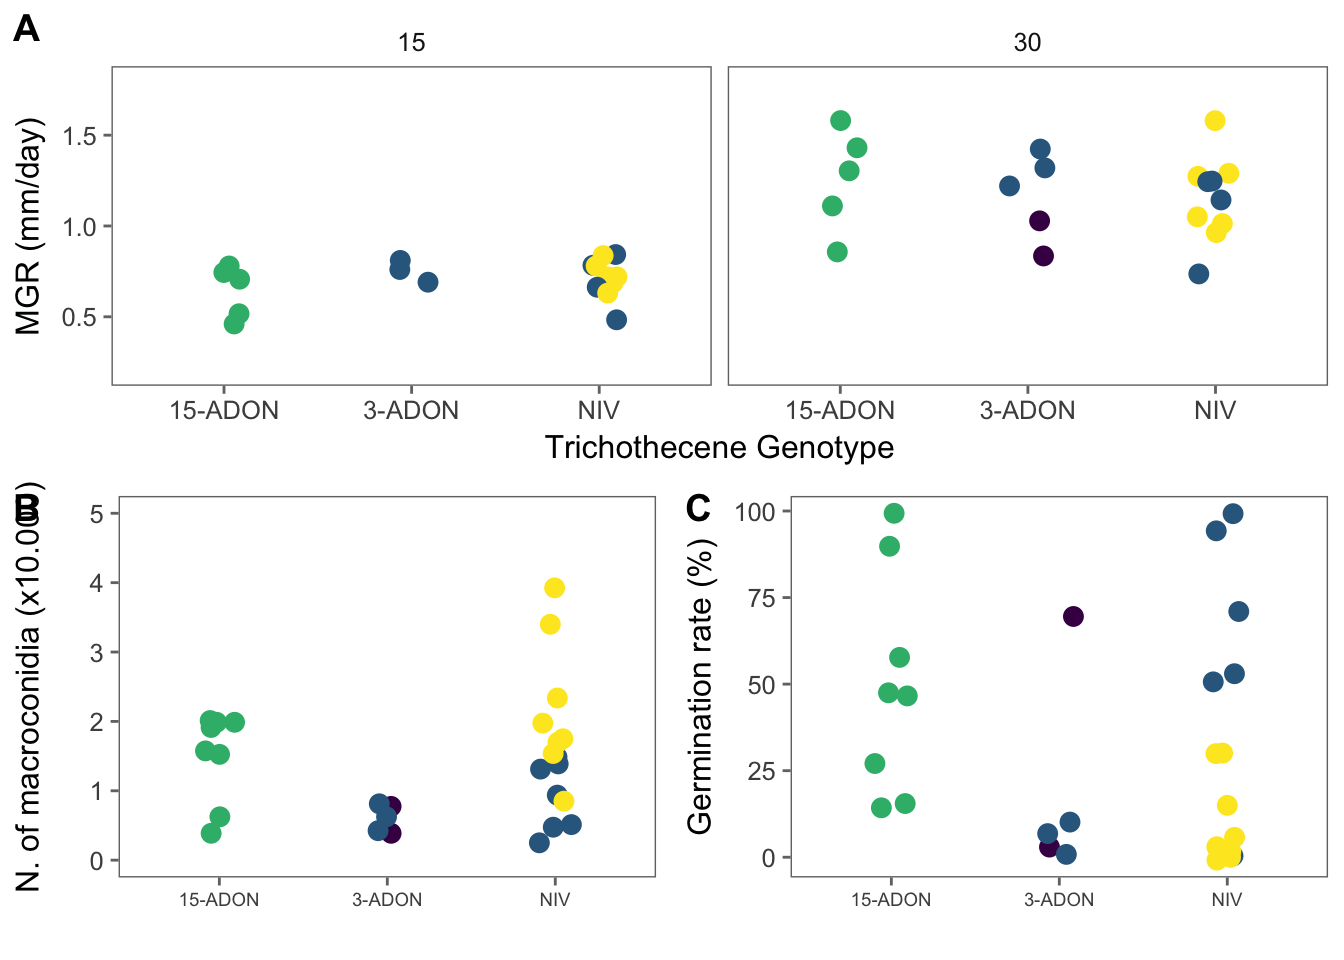 A
15
30
MGR (mm/day)
1.5
1.0
0.5
15-ADON
3-ADON
NIV
15-ADON
3-ADON
NIV
Trichothecene Genotype
B
N. of macroconidia (x10.000)
5
4
3
2
1
0
15-ADON
3-ADON
NIV
C
Germination rate (%)
100
75
50
25
0
15-ADON
3-ADON
NIV